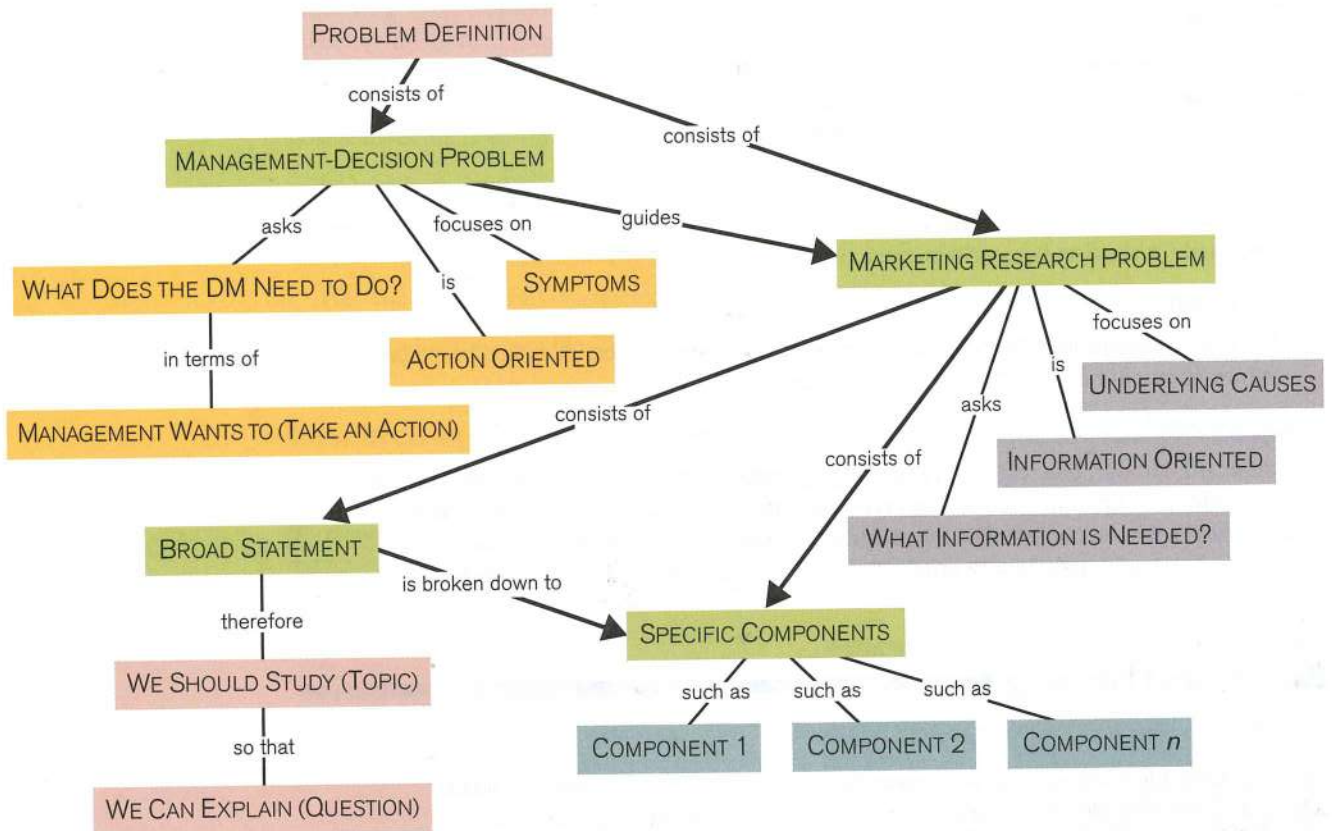 PROBLEM DEFINITION
consists of
consists of
MANAGEMENT-DECISION PROBLEM
asks
focuses on
guides
MARKETING RESEARCH PROBLEM
WHAT DOES THE DM NEED TO DO?
is
SYMPTOMS
in terms of
ACTION ORIENTED
MANAGEMENT WANTS TO (TAKE AN ACTION)
focuses on
is
UNDERLYING CAUSES
asks
consists of
consists of
INFORMATION ORIENTED
WHAT INFORMATION IS NEEDED?
BROAD STATEMENT
is broken down to
therefore
SPECIFIC COMPONENTS
WE SHOULD STUDY (TOPIC)
such as
such as
such as
so that
COMPONENT 1
COMPONENT 2
COMPONENT n
WE CAN EXPLAIN (QUESTION)